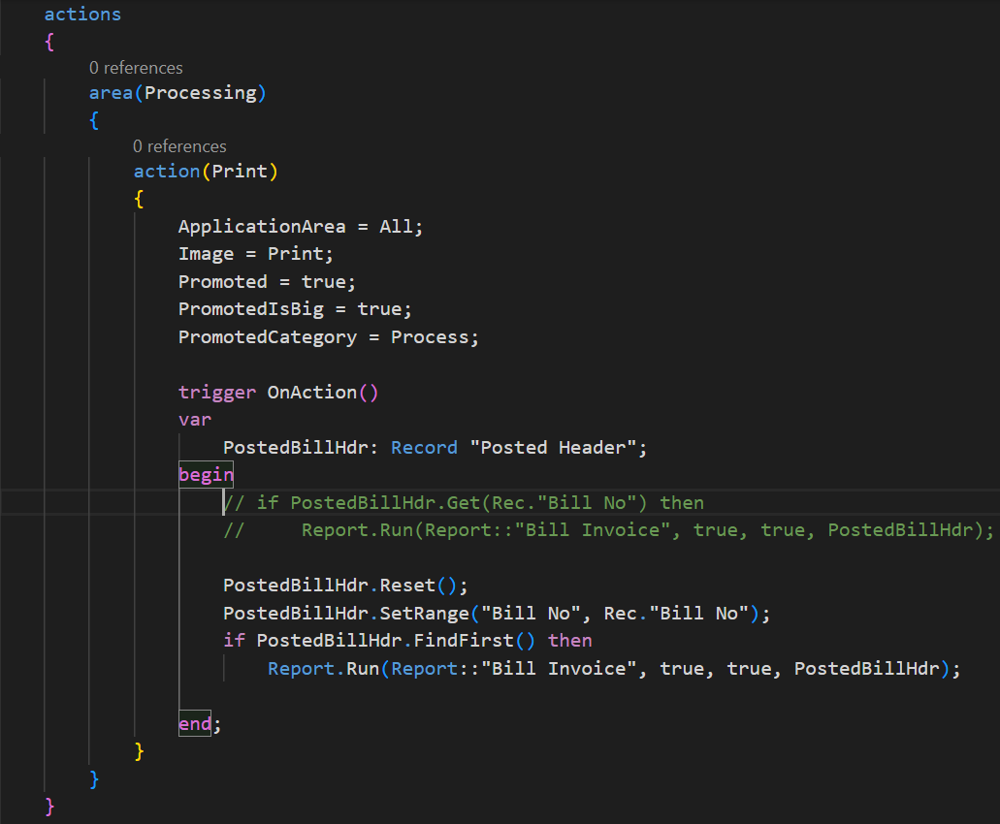 actions
{
0 references
area(Processing)
{
0 references
action(Print)
{
ApplicationArea = All;
Image = Print;
Promoted = true;
PromotedIsBig = true;
PromotedCategory = Process;
trigger OnAction()
var
PostedBillHdr: Record "Posted Header";
begin
// if PostedBillHdr.Get(Rec."Bill No") then
//     Report.Run(Report::"Bill Invoice", true, true, PostedBillHdr);
PostedBillHdr.Reset();
PostedBillHdr.SetRange("Bill No", Rec."Bill No");
if PostedBillHdr.FindFirst() then
Report.Run(Report::"Bill Invoice", true, true, PostedBillHdr);
end;
}
}
}